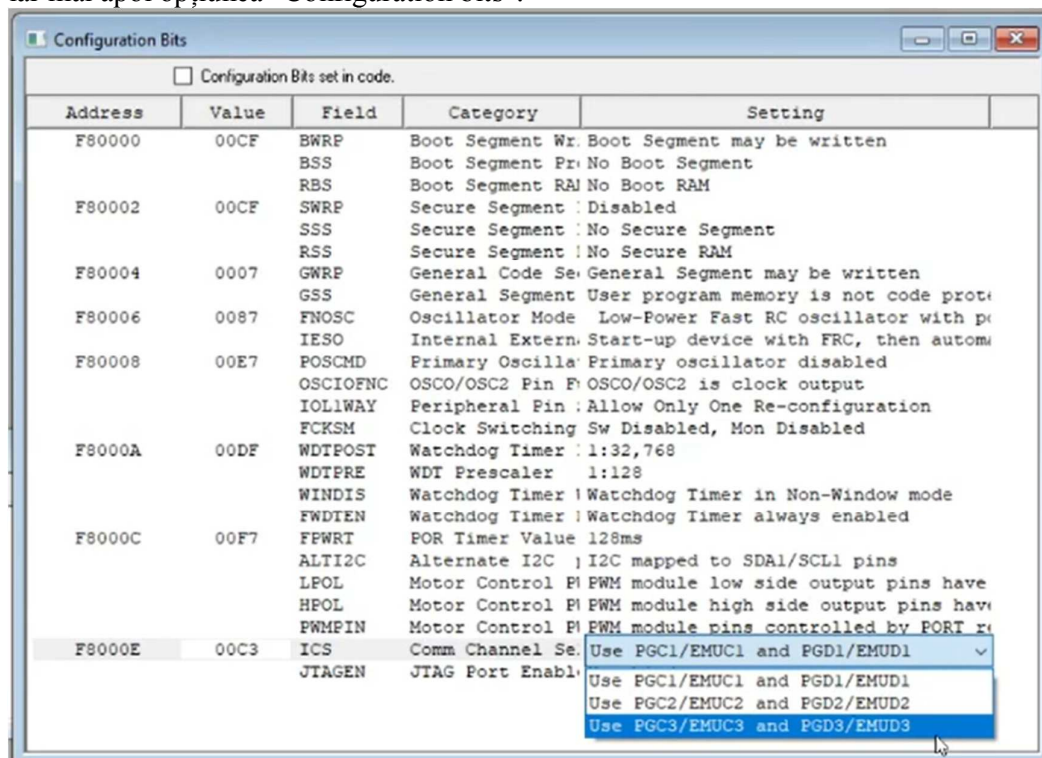 iar mai apoi opțiunea "Configuration bits".
Configuration Bits
Configuration Bits set in code.
Address Value Field Category Setting
F80000 00CF BWRP Boot Segment Wr Boot Segment may be written
BSS Boot Segment Pr No Boot Segment
RBS Boot Segment RA No Boot RAM
F80002 00CF SWRP Secure Segment Disabled
SSS Secure Segment No Secure Segment
RSS Secure Segment No Secure RAM
F80004 0007 GWRP General Code Se General Segment may be written
GSS General Segment User program memory is not code prote
F80006 0087 FNOSC Oscillator Mode Low-Power Fast RC oscillator with po
IESO Internal Extern Start-up device with FRC, then automa
F80008 00E7 POSCMD Primary Oscilla Primary oscillator disabled
OSCIOFNC OSCO/OSC2 Pin F OSCO/OSC2 is clock output
IOL1WAY Peripheral Pin Allow Only One Re-configuration
FCKSM Clock Switching Sw Disabled, Mon Disabled
F8000A 00DF WDTPOST Watchdog Timer 1:32,768
WDTPRE WDT Prescaler 1:128
WINDIS Watchdog Timer Watchdog Timer in Non-Window mode
FWDTEN Watchdog Timer Watchdog Timer always enabled
F8000C 00F7 FPWRT POR Timer Value 128ms
ALTI2C Alternate I2C I2C mapped to SDA1/SCL1 pins
LPOL Motor Control P PWM module low side output pins have
HPOL Motor Control P PWM module high side output pins have
PWMPIN Motor Control P PWM module pins controlled by PORT re
F8000E 00C3 ICS Comm Channel Se Use PGC1/EMUC1 and PGD1/EMUD1
JTAGEN JTAG Port Enabl
Use PGC1/EMUC1 and PGD1/EMUD1
Use PGC2/EMUC2 and PGD2/EMUD2
Use PGC3/EMUC3 and PGD3/EMUD3